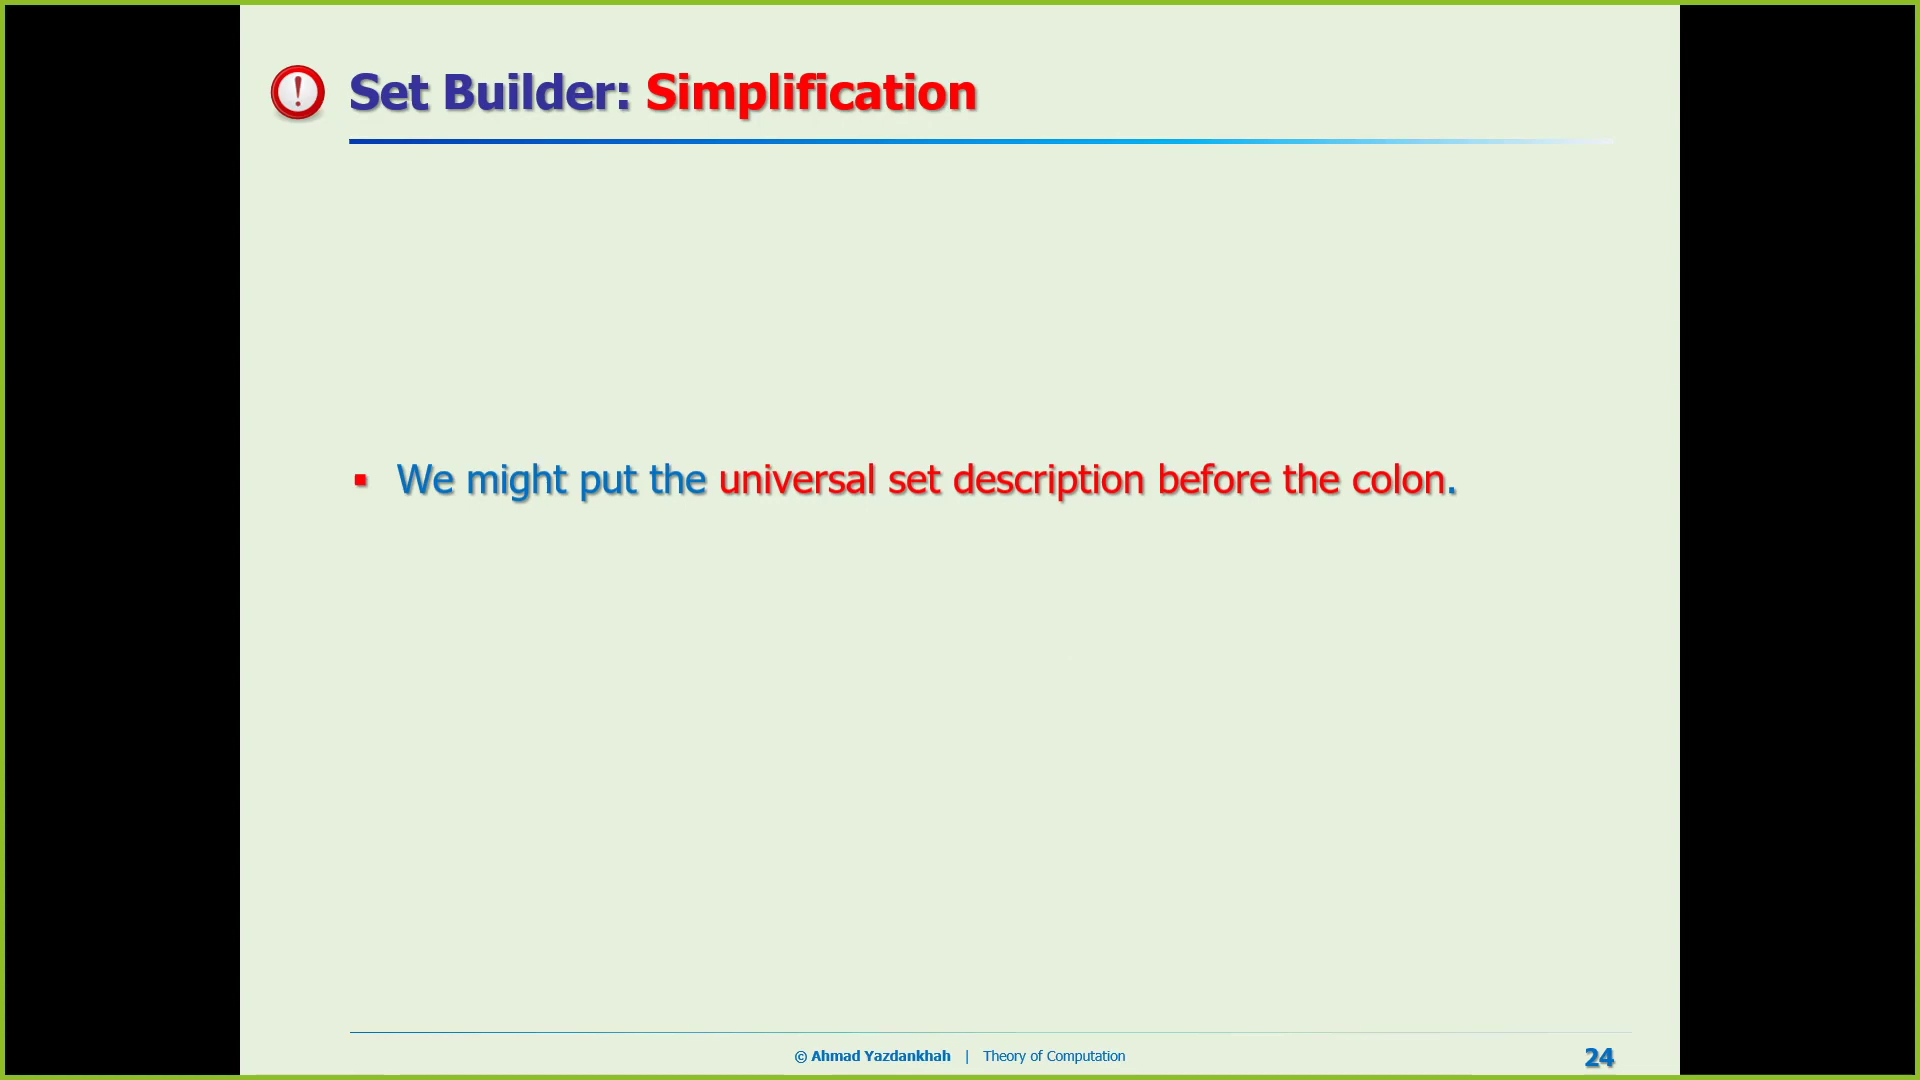 Set Builder: Simplification
▪ We might put the universal set description before the colon.
© Ahmad Yazdankhah | Theory of Computation
24